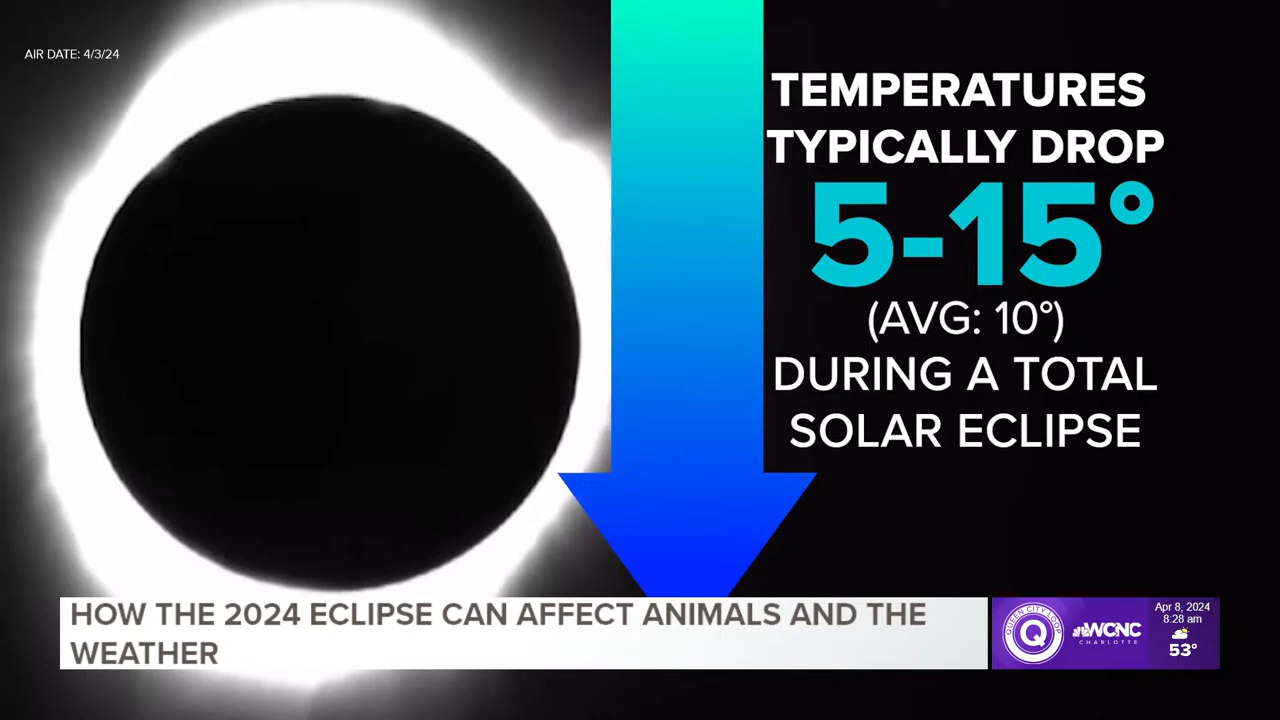 AIR DATE: 4/3/24
TEMPERATURES
TYPICALLY DROP
5-15°
(AVG: 10°)
DURING A TOTAL
SOLAR ECLIPSE
HOW THE 2024 ECLIPSE CAN AFFECT ANIMALS AND THE
WEATHER
QUEEN CITY LOOP
Q
WCNC
CHARLOTTE
Apr 8, 2024
8:28 am
53°